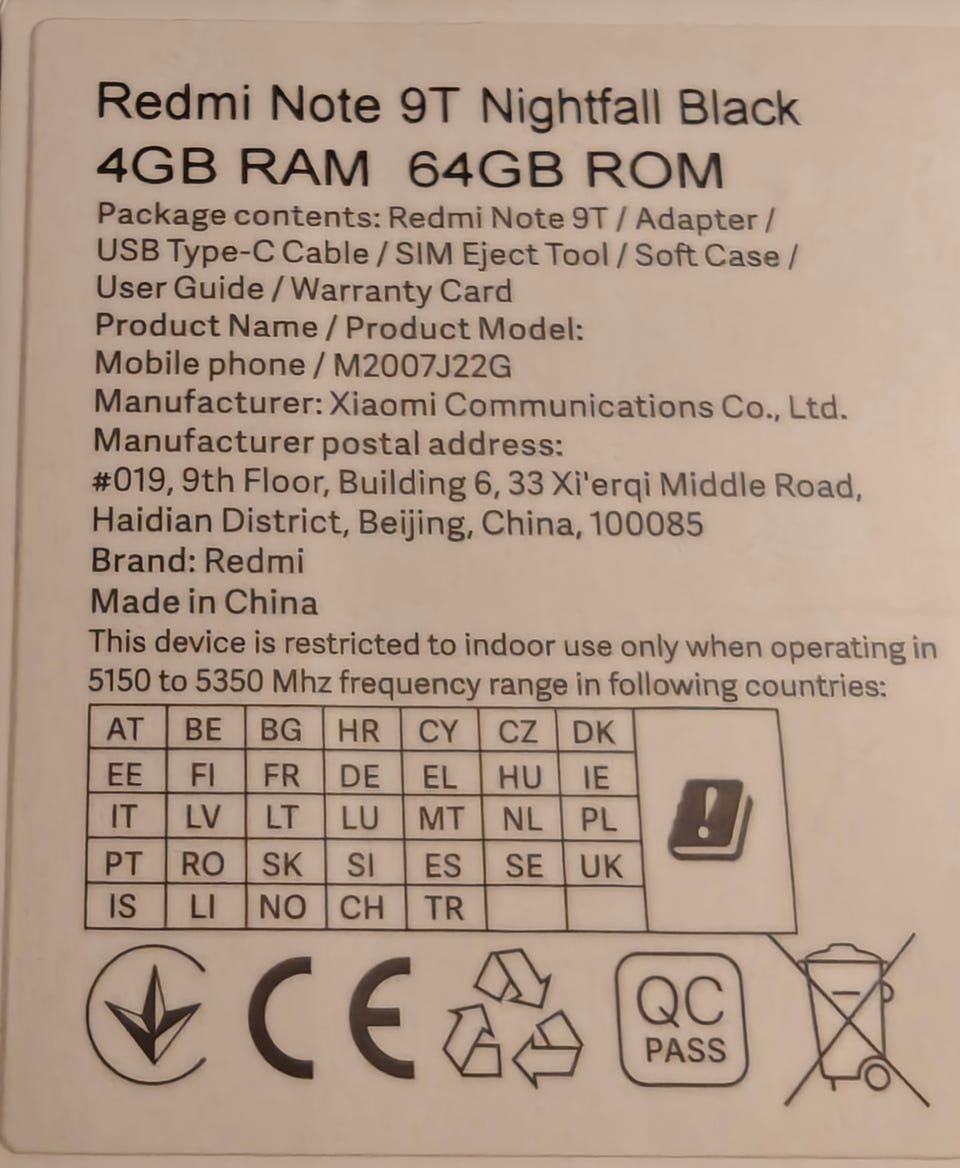 Redmi Note 9T Nightfall Black
4GB RAM 64GB ROM
Package contents: Redmi Note 9T / Adapter /
USB Type-C Cable / SIM Eject Tool / Soft Case /
User Guide / Warranty Card
Product Name / Product Model:
Mobile phone / M2007J22G
Manufacturer: Xiaomi Communications Co., Ltd.
Manufacturer postal address:
#019, 9th Floor, Building 6, 33 Xi'erqi Middle Road,
Haidian District, Beijing, China, 100085
Brand: Redmi
Made in China
This device is restricted to indoor use only when operating in
5150 to 5350 Mhz frequency range in following countries:
AT BE BG HR CY CZ DK
EE FI FR DE EL HU IE
IT LV LT LU MT NL PL
PT RO SK SI ES SE UK
IS LI NO CH TR
CE
QC
PASS